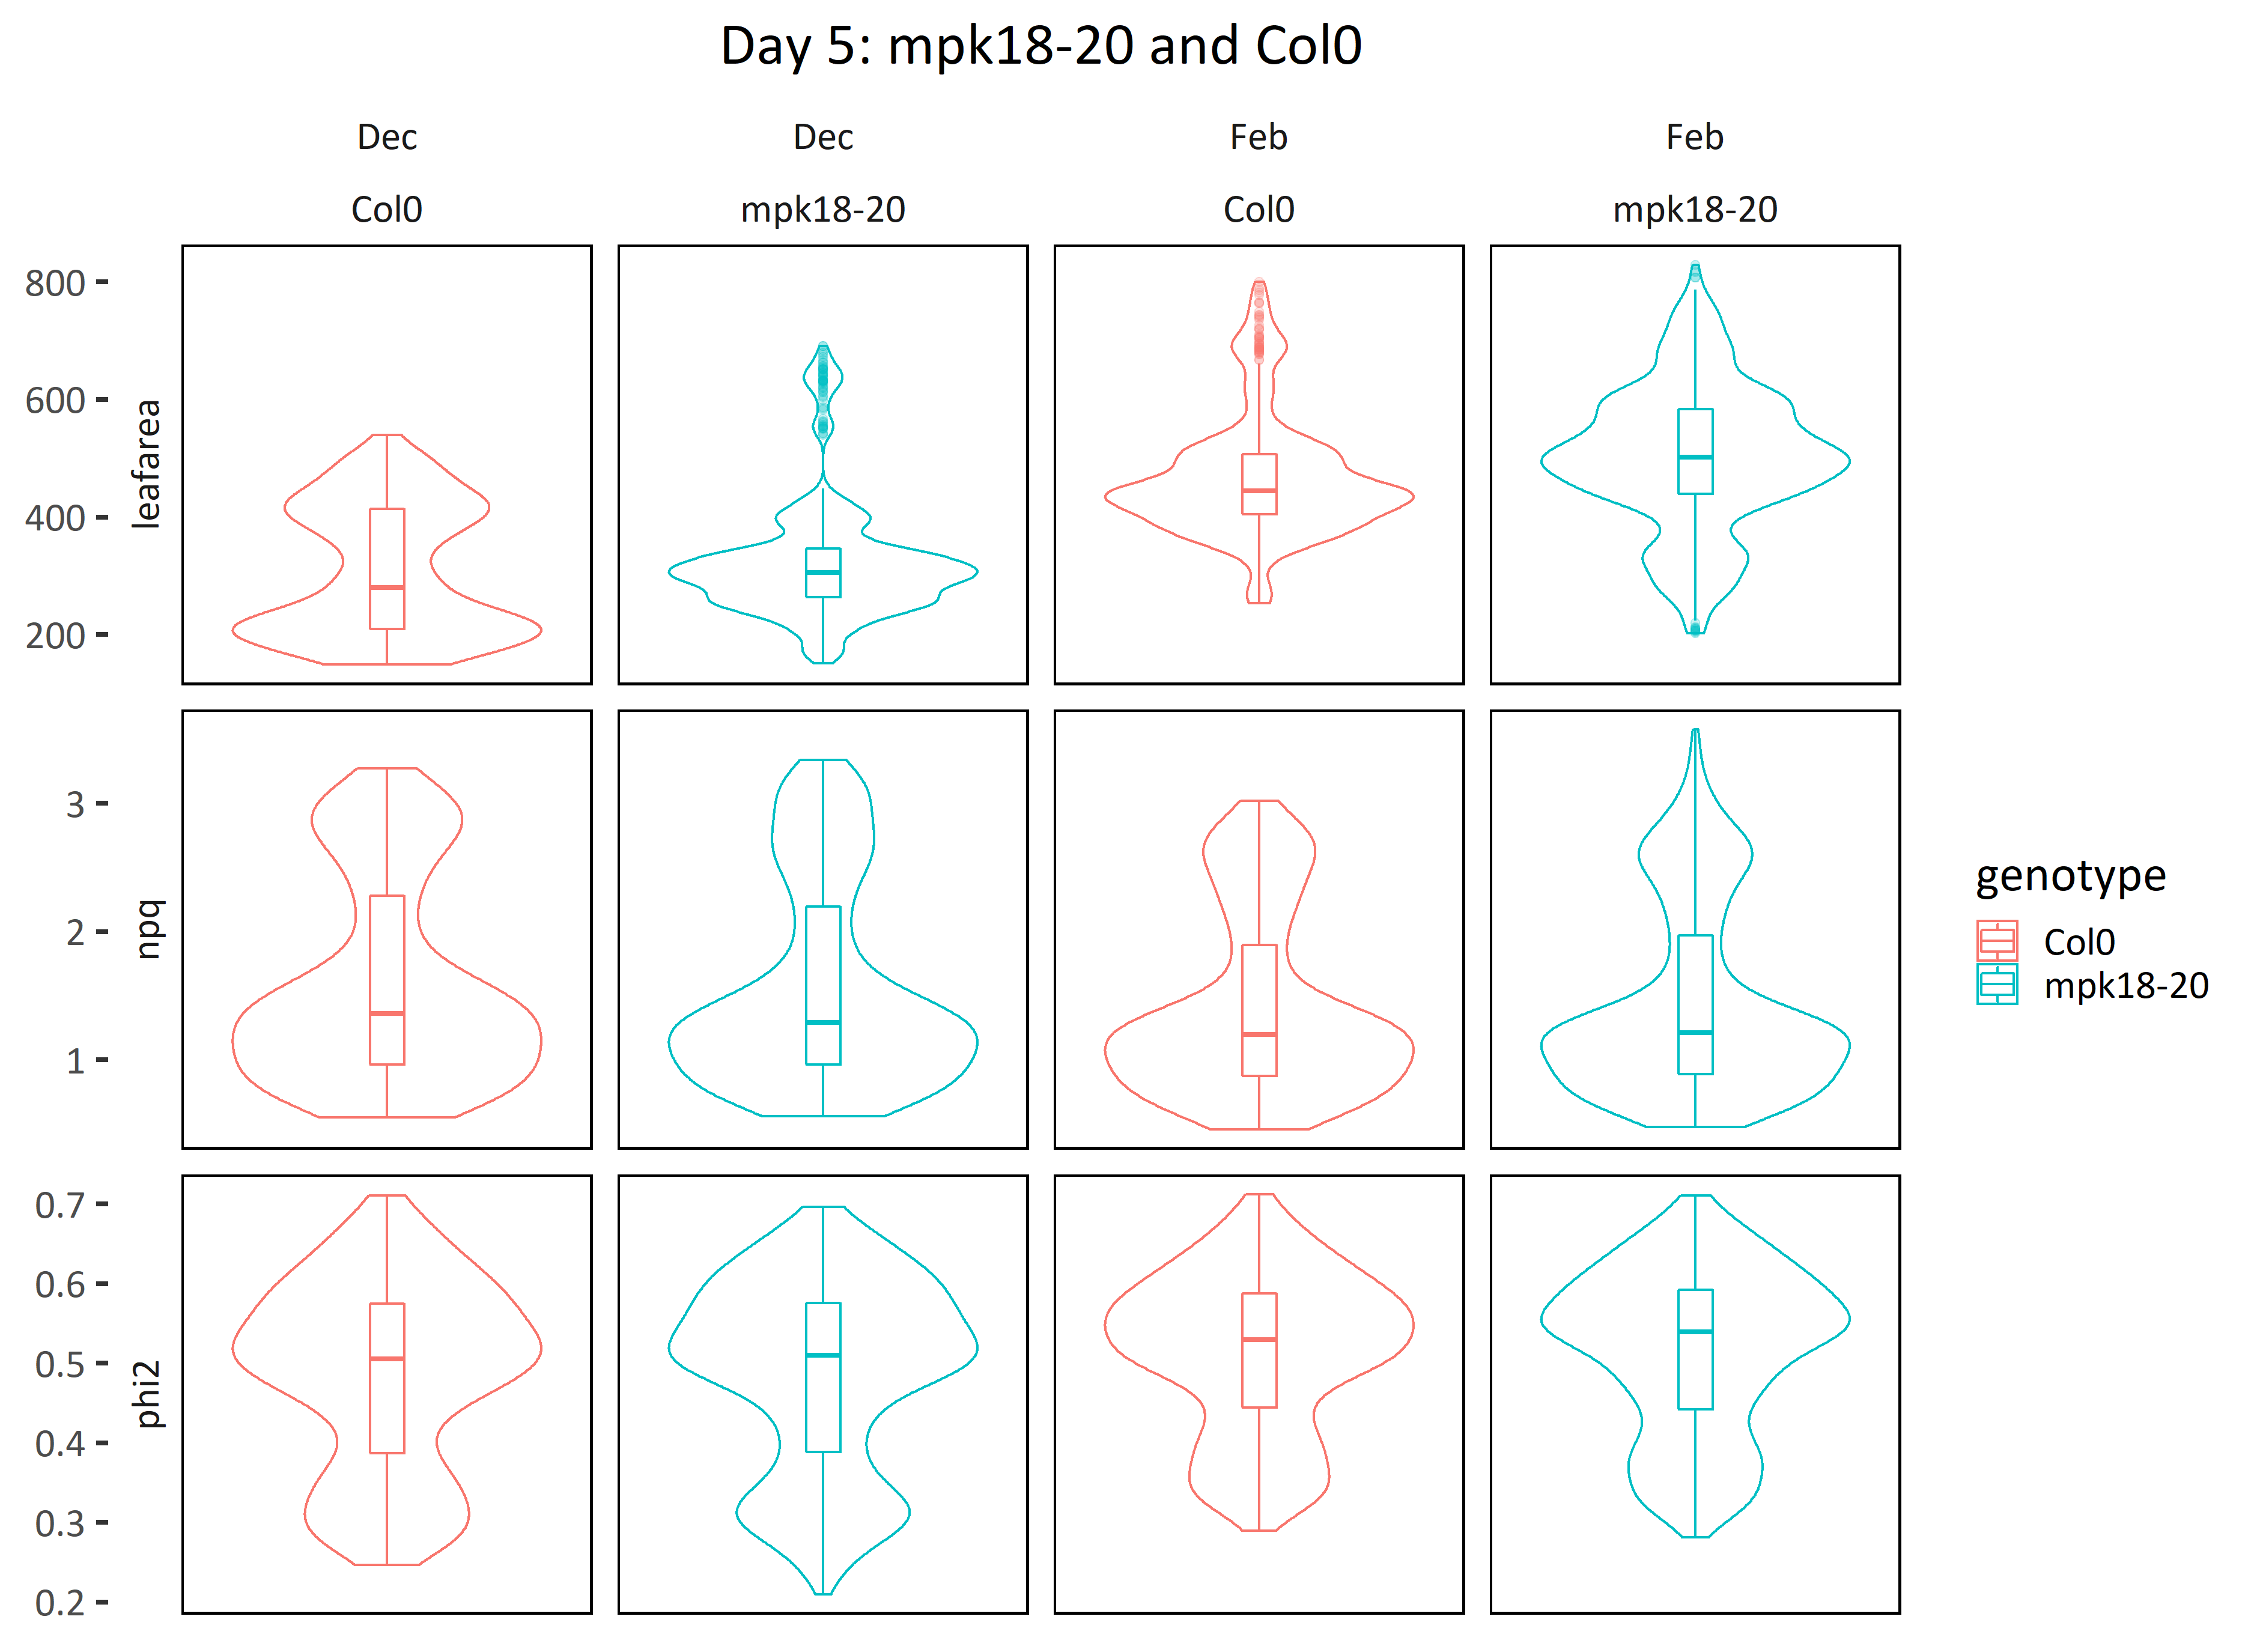 Day 5: mpk18-20 and Col0
Dec Dec Feb Feb
Col0 mpk18-20 Col0 mpk18-20
800
600
400
200
leafarea
3
2
1
npq
0.7
0.6
0.5
0.4
0.3
0.2
phi2
genotype
Col0
mpk18-20